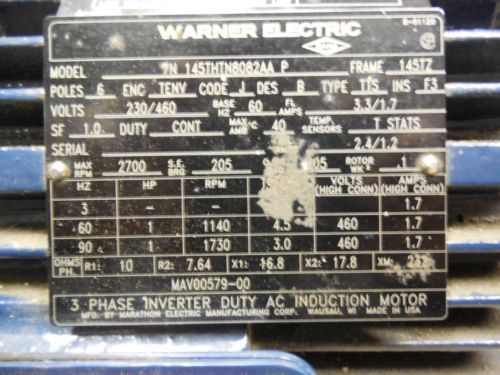 WARNER ELECTRIC
MODEL 7N 145THTN8082AA P FRAME 145TZ
POLES 6 ENC TENV CODE J DES B TYPE TTS INS F3
VOLTS 230/460 BASE HZ 60 FL AMPS 3.3/1.7
SF 1.0 DUTY CONT MAX AMB °C 40 TEMP. SENSORS T STATS
SERIAL 2.4/1.2
MAX RPM 2700 S.E. BRG 205 ROTOR WK² .1
HZ HP RPM VOLTS (HIGH CONN) AMPS (HIGH CONN)
3 - - 1.7
60 1 1140 4.5 460 1.7
90 1 1730 3.0 460 1.7
OHMS PH. R1: 10 R2: 7.64 X1: 16.8 X2: 17.8 XM: 232
MAV00579-00
3 PHASE INVERTER DUTY AC INDUCTION MOTOR
MFD. BY MARATHON ELECTRIC MANUFACTURING CORP. WAUSAU, WI MADE IN USA